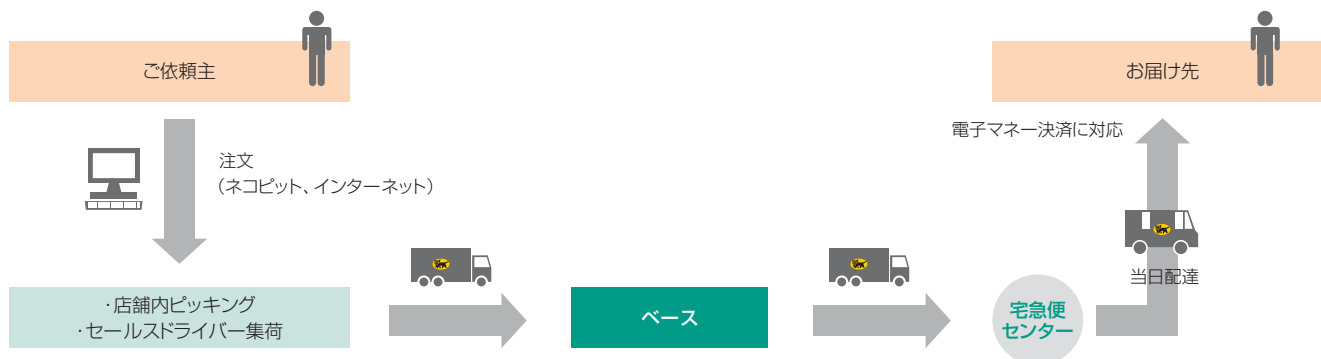 ご依頼主
お届け先
電子マネー決済に対応
注文
（ネコピット、インターネット）
当日配達
・店舗内ピッキング
・セールスドライバー集荷
ベース
宅急便
センター